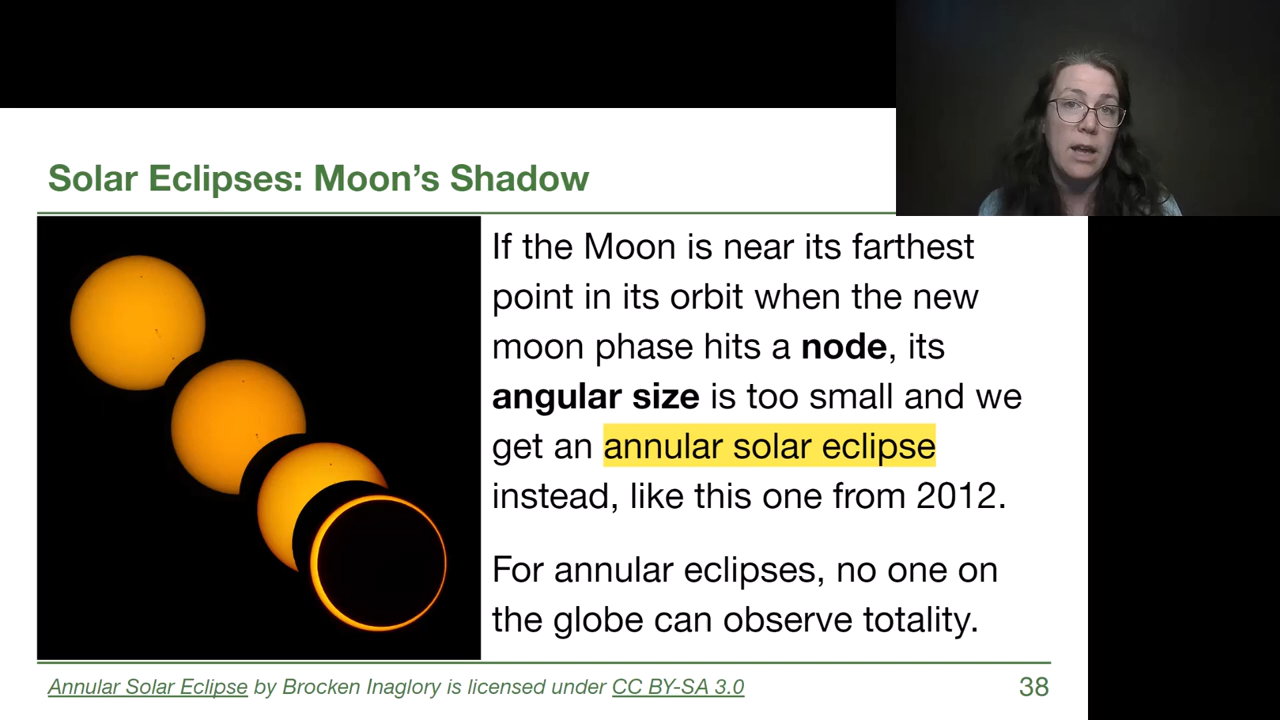 Solar Eclipses: Moon’s Shadow
If the Moon is near its farthest
point in its orbit when the new
moon phase hits a node, its
angular size is too small and we
get an annular solar eclipse
instead, like this one from 2012.
For annular eclipses, no one on
the globe can observe totality.
Annular Solar Eclipse by Brocken Inaglory is licensed under CC BY-SA 3.0
38